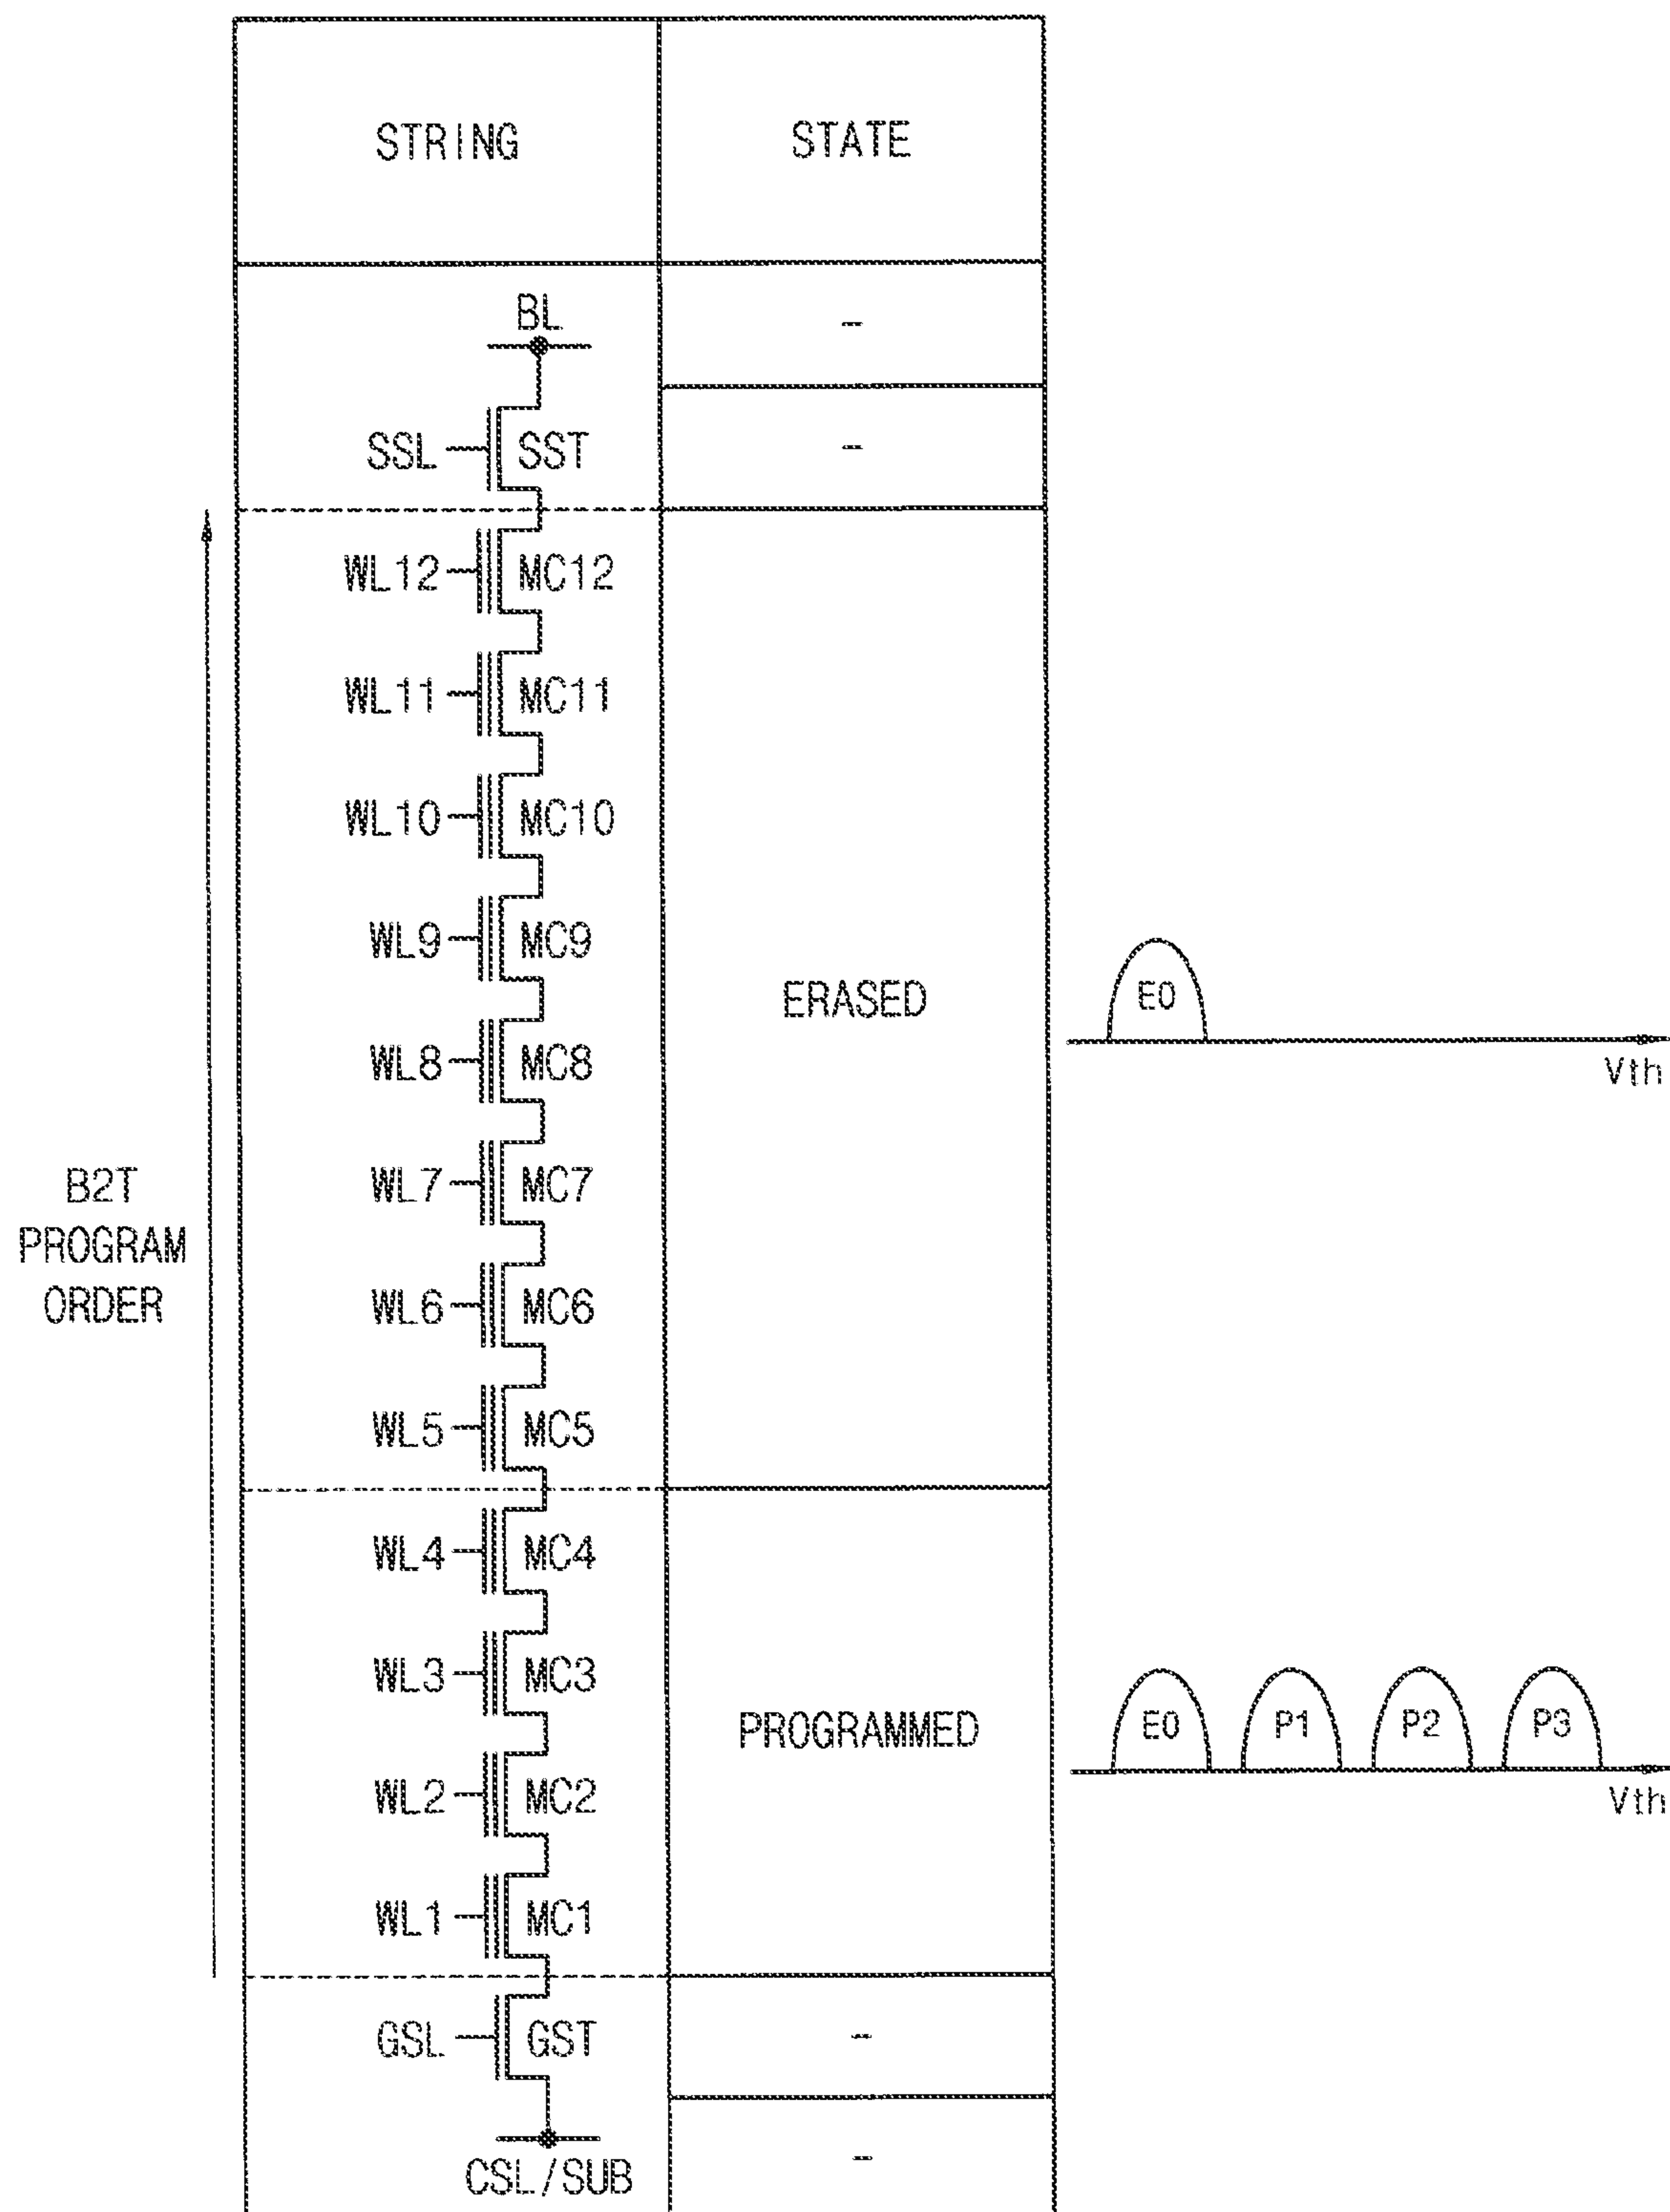 STRING STATE
BL -
SSL SST -
WL12 MC12
WL11 MC11
WL10 MC10
WL9 MC9
ERASED
E0
WL8 MC8
Vth
WL7 MC7
B2T
PROGRAM
ORDER
WL6 MC6
WL5 MC5
WL4 MC4
WL3 MC3
PROGRAMMED
E0 P1 P2 P3
WL2 MC2
Vth
WL1 MC1
GSL GST -
CSL/SUB -